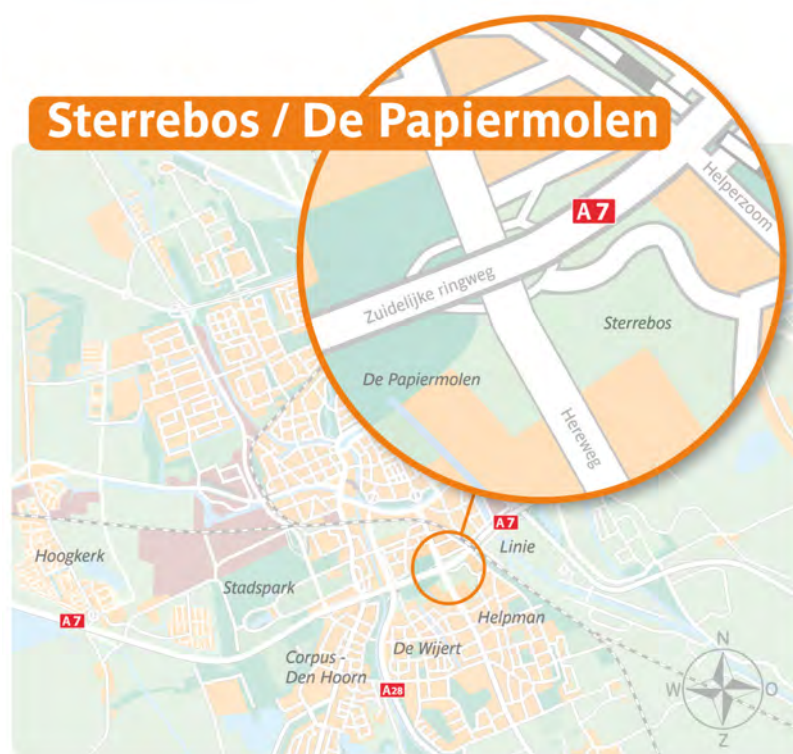 Sterrebos / De Papiermolen
Helperzoom
A 7
Zuidelijke ringweg
Sterrebos
De Papiermolen
Hereweg
A 7
Linie
Hoogkerk
Stadspark
A 7
Helpman
De Wijert
Corpus -
Den Hoorn
A28
N
W
O
Z